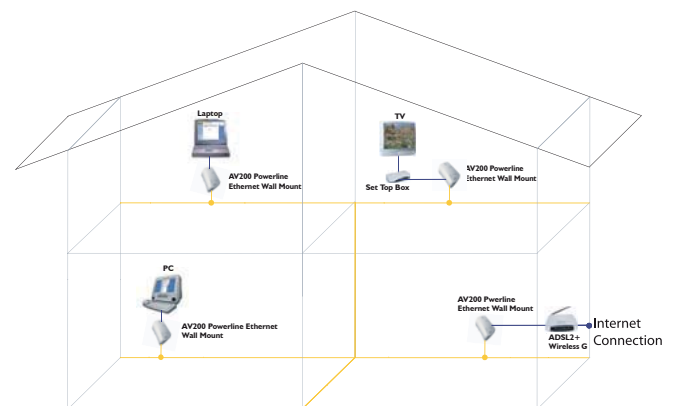 Laptop
AV200 Powerline
Ethernet Wall Mount
TV
Set Top Box
AV200 Powerline
Ethernet Wall Mount
PC
AV200 Powerline Ethernet
Wall Mount
AV200 Pwerline
Ethernet Wall Mount
ADSL2+
Wireless G
Internet
Connection